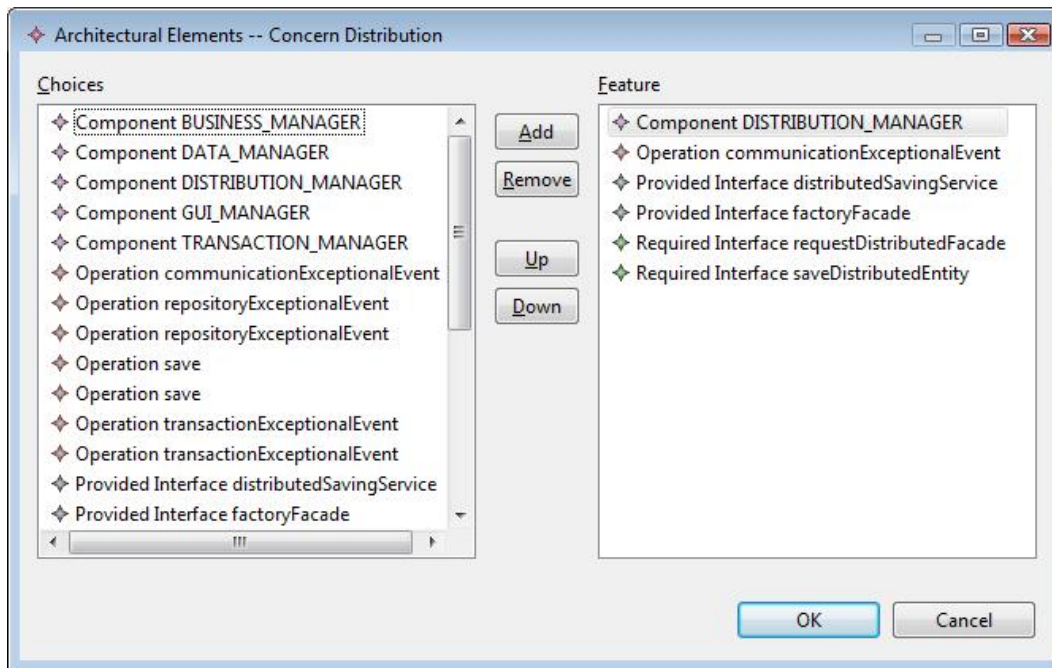 Architectural Elements -- Concern Distribution
Choices
Component BUSINESS_MANAGER
Component DATA_MANAGER
Component DISTRIBUTION_MANAGER
Component GUI_MANAGER
Component TRANSACTION_MANAGER
Operation communicationExceptionalEvent
Operation repositoryExceptionalEvent
Operation repositoryExceptionalEvent
Operation save
Operation save
Operation transactionExceptionalEvent
Operation transactionExceptionalEvent
Provided Interface distributedSavingService
Provided Interface factoryFacade
Add
Remove
Up
Down
Feature
Component DISTRIBUTION_MANAGER
Operation communicationExceptionalEvent
Provided Interface distributedSavingService
Provided Interface factoryFacade
Required Interface requestDistributedFacade
Required Interface saveDistributedEntity
OK
Cancel